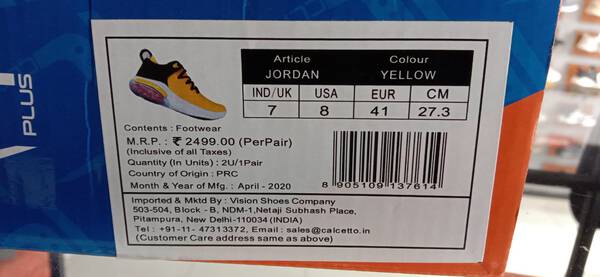 PLUS
Article Colour
JORDAN YELLOW
IND/UK USA EUR CM
7 8 41 27.3
Contents : Footwear
M.R.P. : ₹ 2499.00 (PerPair)
(Inclusive of all Taxes)
Quantity (In Units) : 2U/1Pair
Country of Origin : PRC
Month & Year of Mfg. : April - 2020
8 905109 137614
Imported & Mktd By : Vision Shoes Company
503-504, Block - B, NDM-1,Netaji Subhash Place,
Pitampura, New Delhi-110034 (INDIA)
Tel : +91-11- 47313372, Email : sales@calcetto.in
(Customer Care address same as above)